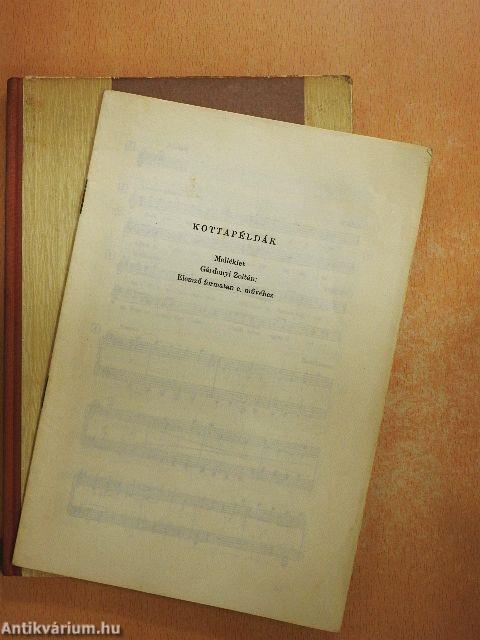 KOTTAPÉLDÁK
Melléklet
Gárdonyi Zoltán:
Elemző formatan c. művéhez
Antikvárium.hu